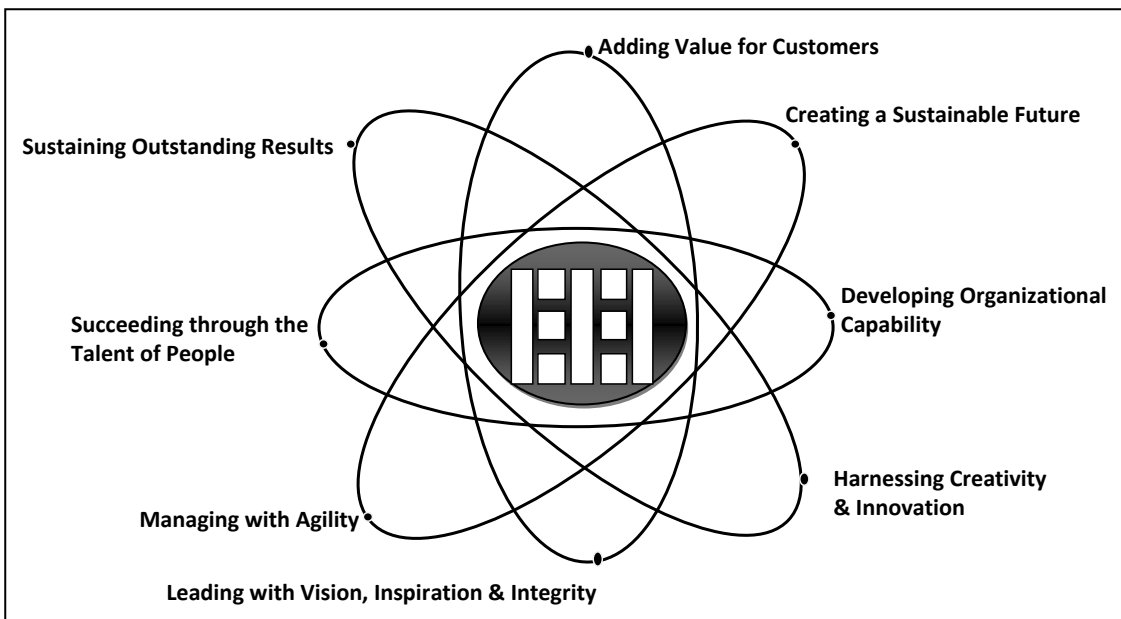 Adding Value for Customers
Creating a Sustainable Future
Sustaining Outstanding Results
Developing Organizational
Capability
Succeeding through the
Talent of People
Harnessing Creativity
& Innovation
Managing with Agility
Leading with Vision, Inspiration & Integrity